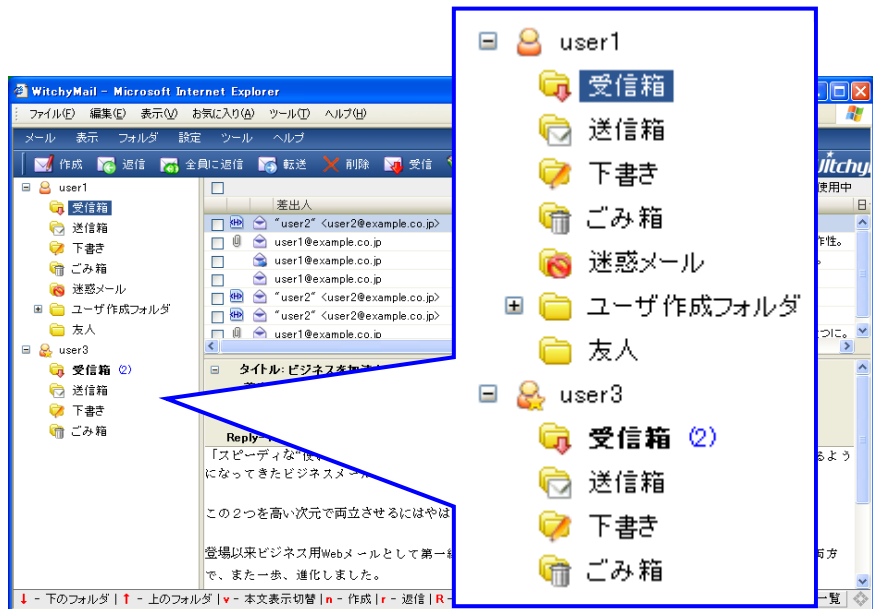 WitchyMail - Microsoft Internet Explorer
ファイル(F) 編集(E) 表示(V) お気に入り(A) ツール(T) ヘルプ(H)
メール 表示 フォルダ 設定 ツール ヘルプ
作成 返信 全員に返信 転送 削除 受信
user1
受信箱
送信箱
下書き
ごみ箱
迷惑メール
ユーザ作成フォルダ
友人
user3
受信箱 (2)
送信箱
下書き
ごみ箱
使用中
差出人
"user2" <user2@example.co.jp>
user1@example.co.jp
user1@example.co.jp
user1@example.co.jp
"user2" <user2@example.co.jp>
"user2" <user2@example.co.jp>
user1@example.co.jp
タイトル: ビジネスを加速
Reply-
「スピーディな"使
になってきたビジネスメール
この2つを高い次元で両立させるにはやは
登場以来ビジネス用Webメールとして第一
で、また一歩、進化しました。
↓ -下のフォルダ | ↑ - 上のフォルダ | v - 本文表示切替 | n - 作成 | r - 返信 | R -
user1
受信箱
送信箱
下書き
ごみ箱
迷惑メール
ユーザ作成フォルダ
友人
user3
受信箱 (2)
送信箱
下書き
ごみ箱